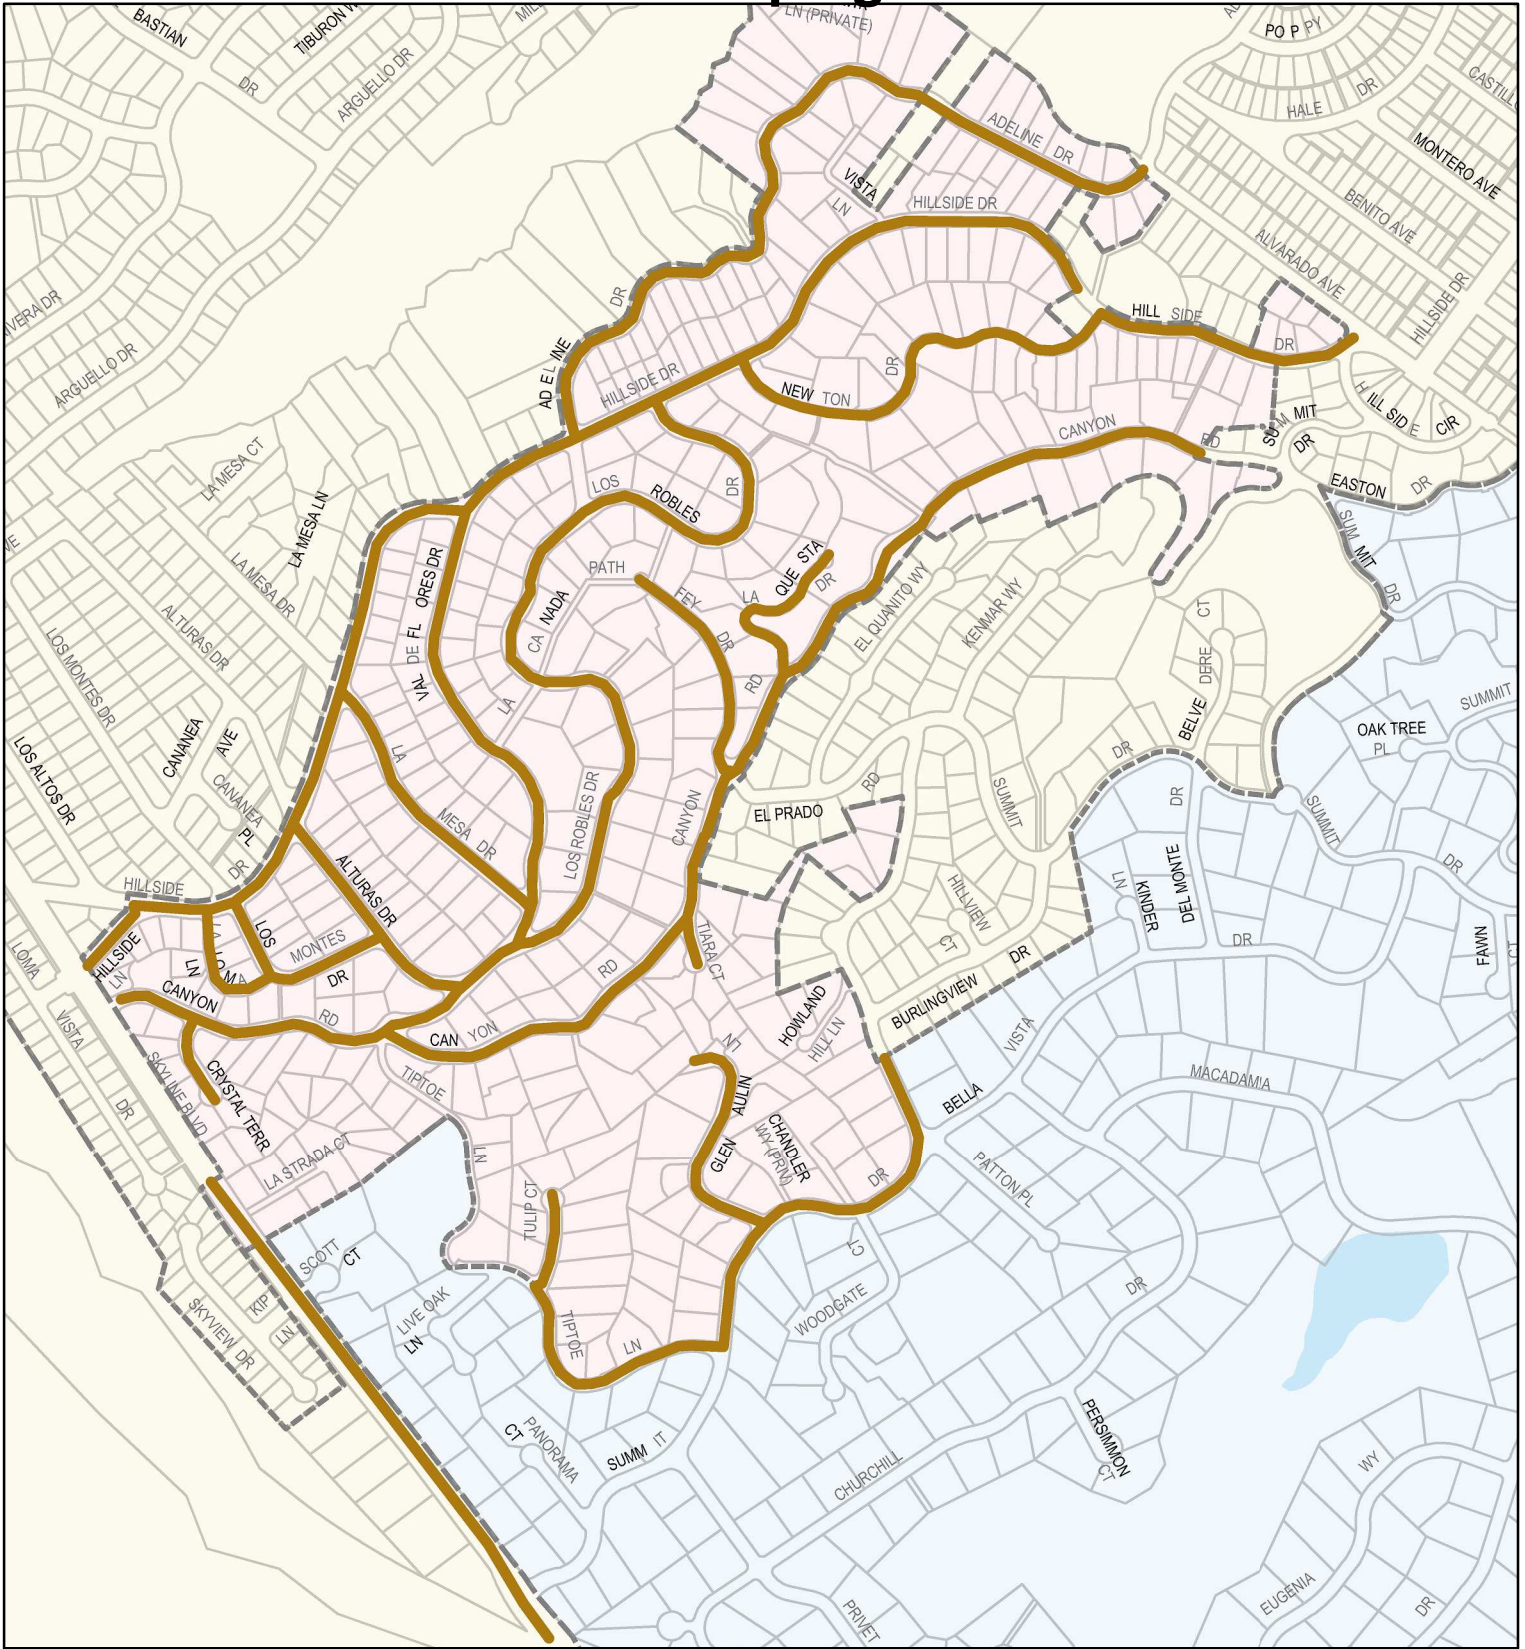 BASTIAN
DR
TIBURON W
ARGUELLO DR
MIL
LN (PRIVATE)
PO P PY
HALE DR
CASTILL
MONTERO AVE
BENITO AVE
ALVARADO AVE
HILLSIDE DR
ADELINE DR
VISTA
LN
HILLSIDE DR
HILL SIDE
DR
H ILL SID E
CIR
SUM MIT
DR
EASTON DR
SUM MIT
DR
IVERA DR
ARGUELLO DR
DR
AD E L INE
HILLSIDE DR
NEW TON
DR
CANYON
RD
LOS
ROBLES
DR
LA MESA CT
LA MESA LN
LA MESA DR
ALTURAS DR
LOS MONTES DR
VE
CANANEA
AVE
CANANEA
PL
LOS ALTOS DR
VAL DE FL ORES DR
PATH
FEY
DR
QUE STA
LA
DR
CA NADA
LA
RD
EL QUANITO WY
KENMAR WY
BELVE DERE CT
OAK TREE
PL
SUMMIT
LA
MESA DR
LOS ROBLES DR
CANYON
EL PRADO
RD
SUMMIT
DR
DR
SUMMIT
DR
ALTURAS DR
DR
HILLSIDE
LOS
MONTES
DR
LA LOMA
LN
HILLSIDE
LN
CANYON
RD
CAN YON
RD
TIARA CT
HILLVIEW
CT
BURLINGVIEW DR
LN
KINDER
DEL MONTE
DR
FAWN
CT
LOMA
VISTA
DR
SKYLINE BLVD
CRYSTAL TERR
LA STRADA CT
TIPTOE
LN
LN
AULIN
GLEN
HOWLAND
HILL LN
CHANDLER
WY (PRIV)
DR
BELLA
VISTA
MACADAMIA
PATTON PL
DR
TULIP CT
SCOTT
CT
KIP
LN
SKYVIEW DR
LIVE OAK
LN
TIPTOE
LN
WOODGATE
CT
PANORAMA
CT
SUMM IT
CHURCHILL
PERSIMMON
CT
WY
EUGENIA
DR
PRIVET